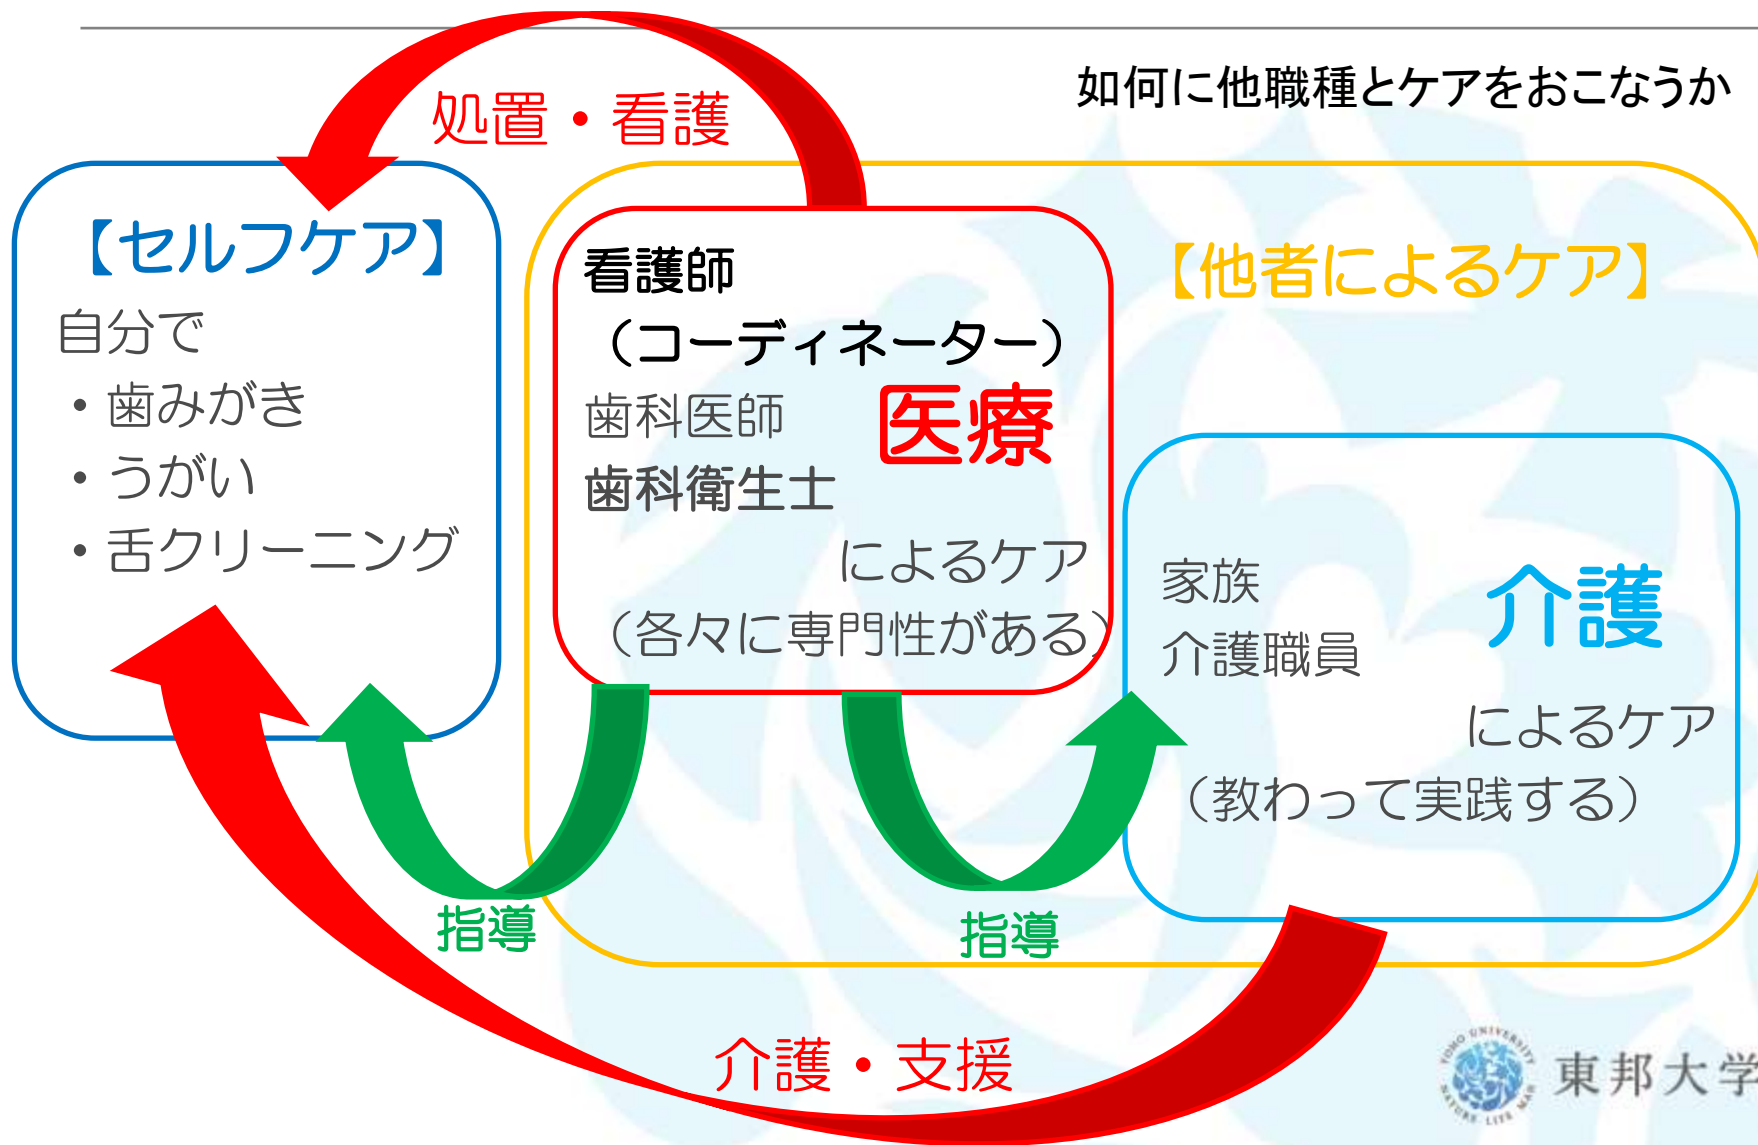 如何に他職種とケアをおこなうか
処置・看護
【セルフケア】
自分で
・歯みがき
・うがい
・舌クリーニング
看護師
（コーディネーター）
歯科医師
医療
歯科衛生士
によるケア
（各々に専門性がある）
【他者によるケア】
家族
介護
介護職員
によるケア
（教わって実践する）
指導
指導
介護・支援
東邦大学